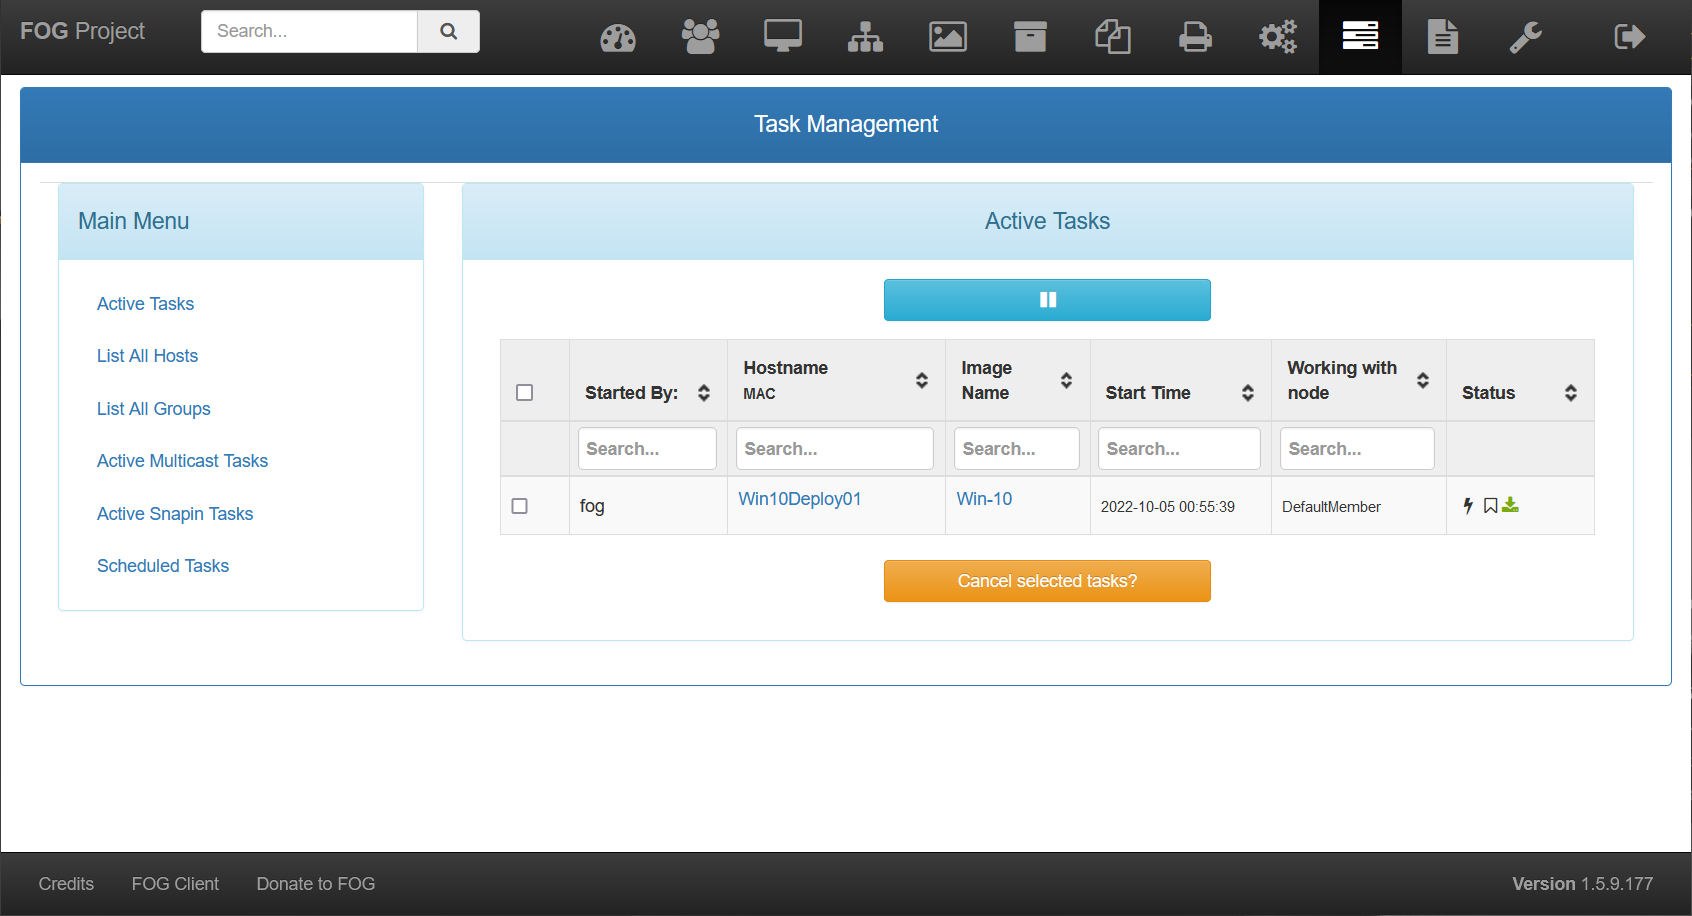 FOG Project
Search...
Task Management
Main Menu
Active Tasks
List All Hosts
List All Groups
Active Multicast Tasks
Active Snapin Tasks
Scheduled Tasks
Active Tasks
Started By:
Hostname
MAC
Image
Name
Start Time
Working with
node
Status
Search... Search... Search... Search... Search...
fog Win10Deploy01 Win-10 2022-10-05 00:55:39 DefaultMember
Cancel selected tasks?
Credits FOG Client Donate to FOG Version 1.5.9.177